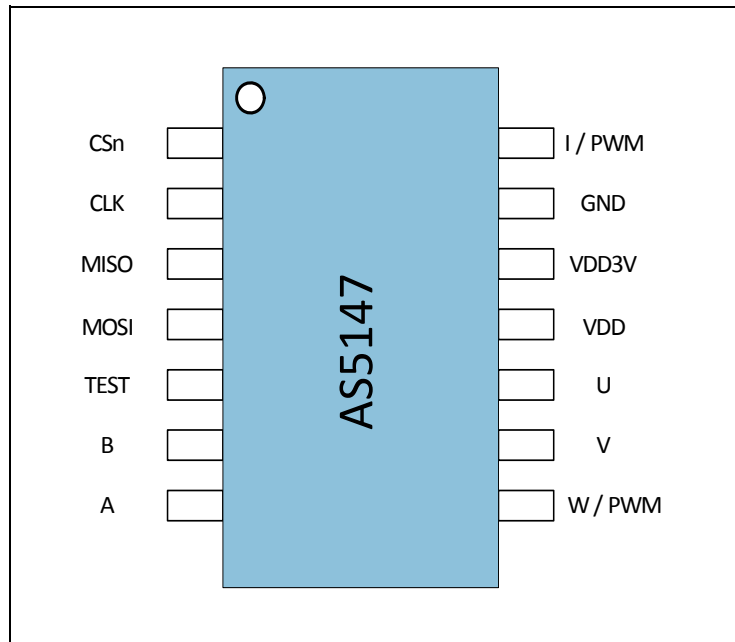 CSn
CLK
MISO
MOSI
TEST
B
A
AS5147
I / PWM
GND
VDD3V
VDD
U
V
W / PWM